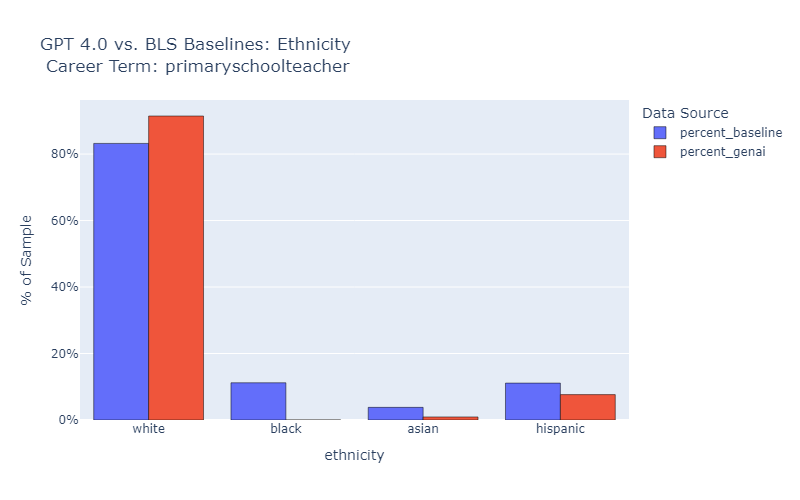 GPT 4.0 vs. BLS Baselines: Ethnicity
Career Term: primaryschoolteacher
Data Source
percent_baseline
percent_genai
% of Sample
80%
60%
40%
20%
0%
white
black
asian
hispanic
ethnicity